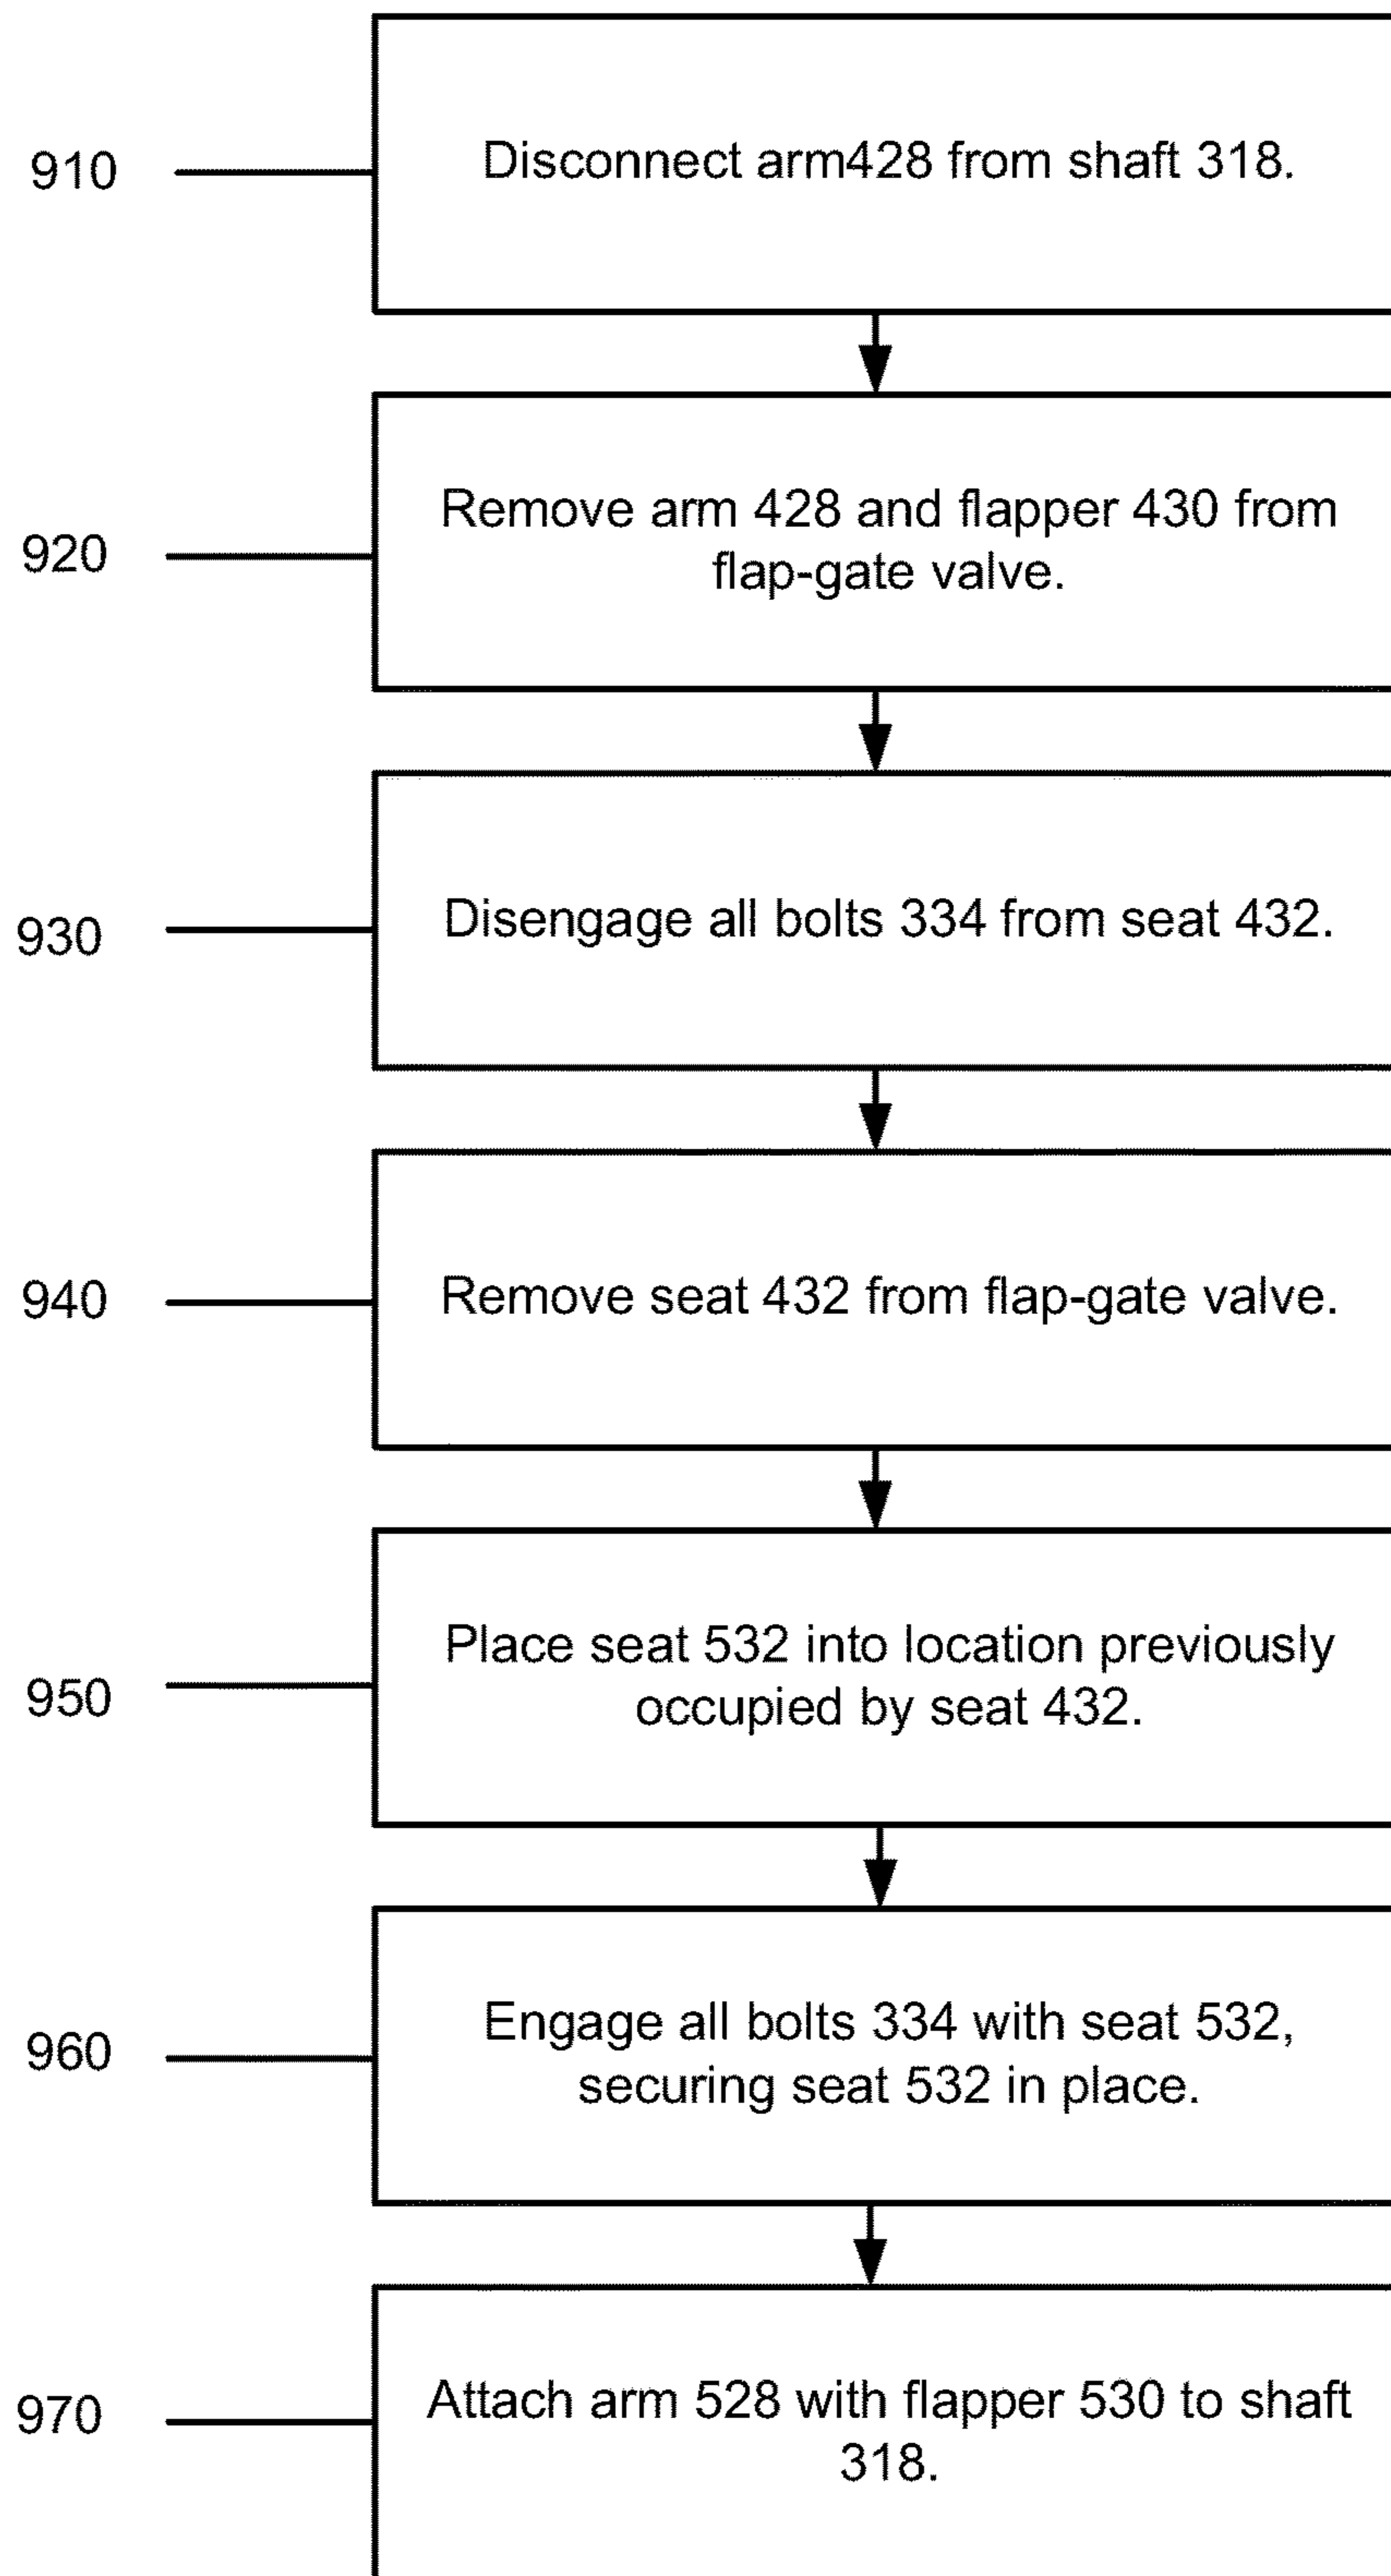 910
Disconnect arm428 from shaft 318.
920
Remove arm 428 and flapper 430 from
flap-gate valve.
930
Disengage all bolts 334 from seat 432.
940
Remove seat 432 from flap-gate valve.
950
Place seat 532 into location previously
occupied by seat 432.
960
Engage all bolts 334 with seat 532,
securing seat 532 in place.
970
Attach arm 528 with flapper 530 to shaft
318.